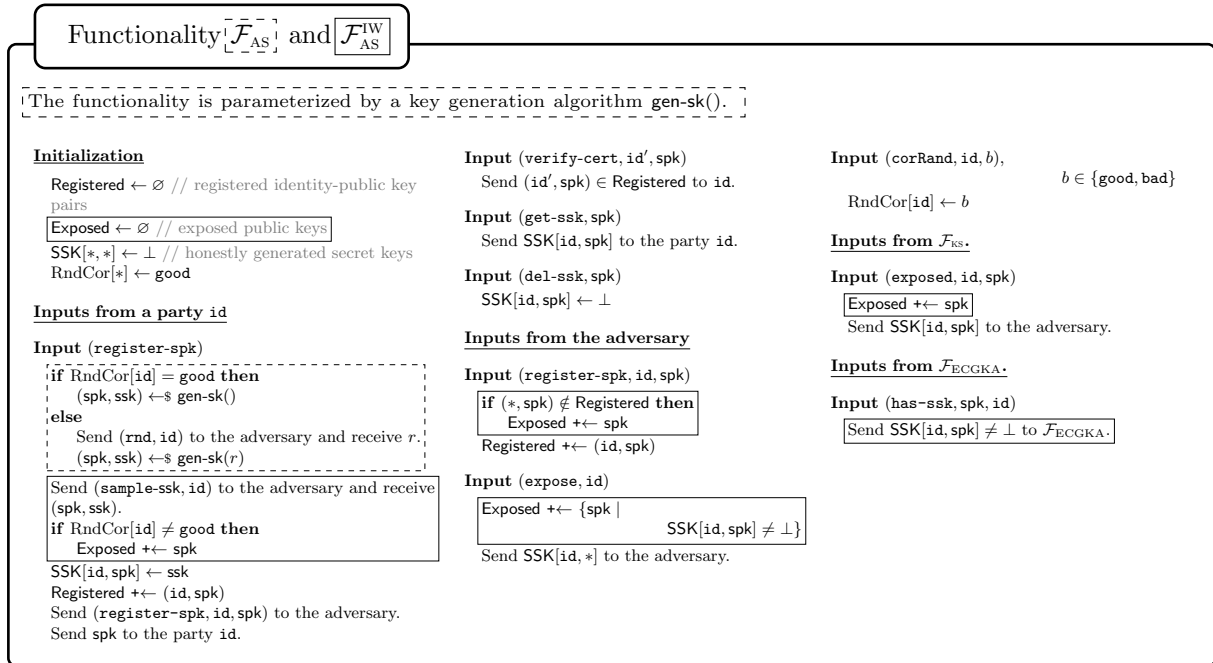 Functionality F_AS and F_AS^IW
The functionality is parameterized by a key generation algorithm gen-sk().
Initialization
Registered ← ∅ // registered identity-public key
pairs
Exposed ← ∅ // exposed public keys
SSK[∗, ∗] ← ⊥ // honestly generated secret keys
RndCor[∗] ← good
Inputs from a party id
Input (register-spk)
if RndCor[id] = good then
(spk, ssk) ←$ gen-sk()
else
Send (rnd, id) to the adversary and receive r.
(spk, ssk) ←$ gen-sk(r)
Send (sample-ssk, id) to the adversary and receive
(spk, ssk).
if RndCor[id] ≠ good then
Exposed +← spk
SSK[id, spk] ← ssk
Registered +← (id, spk)
Send (register-spk, id, spk) to the adversary.
Send spk to the party id.
Input (verify-cert, id′, spk)
Send (id′, spk) ∈ Registered to id.
Input (get-ssk, spk)
Send SSK[id, spk] to the party id.
Input (del-ssk, spk)
SSK[id, spk] ← ⊥
Inputs from the adversary
Input (register-spk, id, spk)
if (∗, spk) ∉ Registered then
Exposed +← spk
Registered +← (id, spk)
Input (expose, id)
Exposed +← {spk |
SSK[id, spk] ≠ ⊥}
Send SSK[id, ∗] to the adversary.
Input (corRand, id, b),
b ∈ {good, bad}
RndCor[id] ← b
Inputs from F_KS.
Input (exposed, id, spk)
Exposed +← spk
Send SSK[id, spk] to the adversary.
Inputs from F_ECGKA.
Input (has-ssk, spk, id)
Send SSK[id, spk] ≠ ⊥ to F_ECGKA.